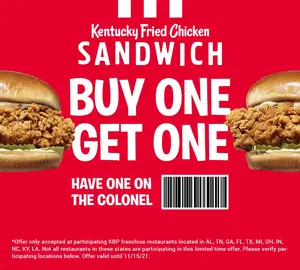 Kentucky Fried Chicken
SANDWICH
BUY ONE
GET ONE
HAVE ONE ON
THE COLONEL
*Offer only accepted at participating KBP franchise restaurants located in AL, TN, GA, FL, TX, MI, OH, IN,
NC, KY, LA. Not all restaurants in these states are participating in this limited time offer. Please verify par-
ticipating locations below. Offer valid until 11/15/21.